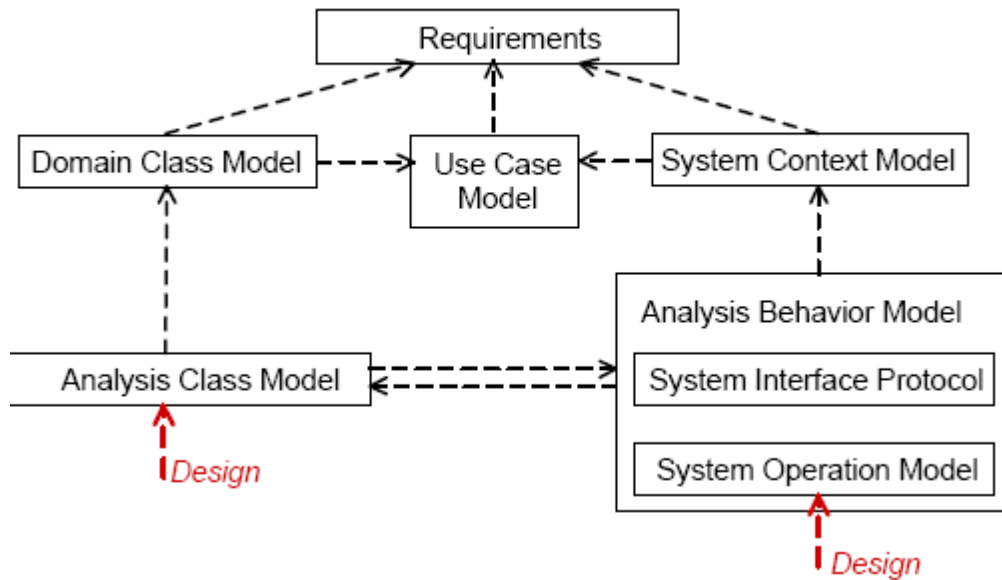 Requirements
Domain Class Model
Use Case
Model
System Context Model
Analysis Behavior Model
Analysis Class Model
System Interface Protocol
Design
System Operation Model
Design